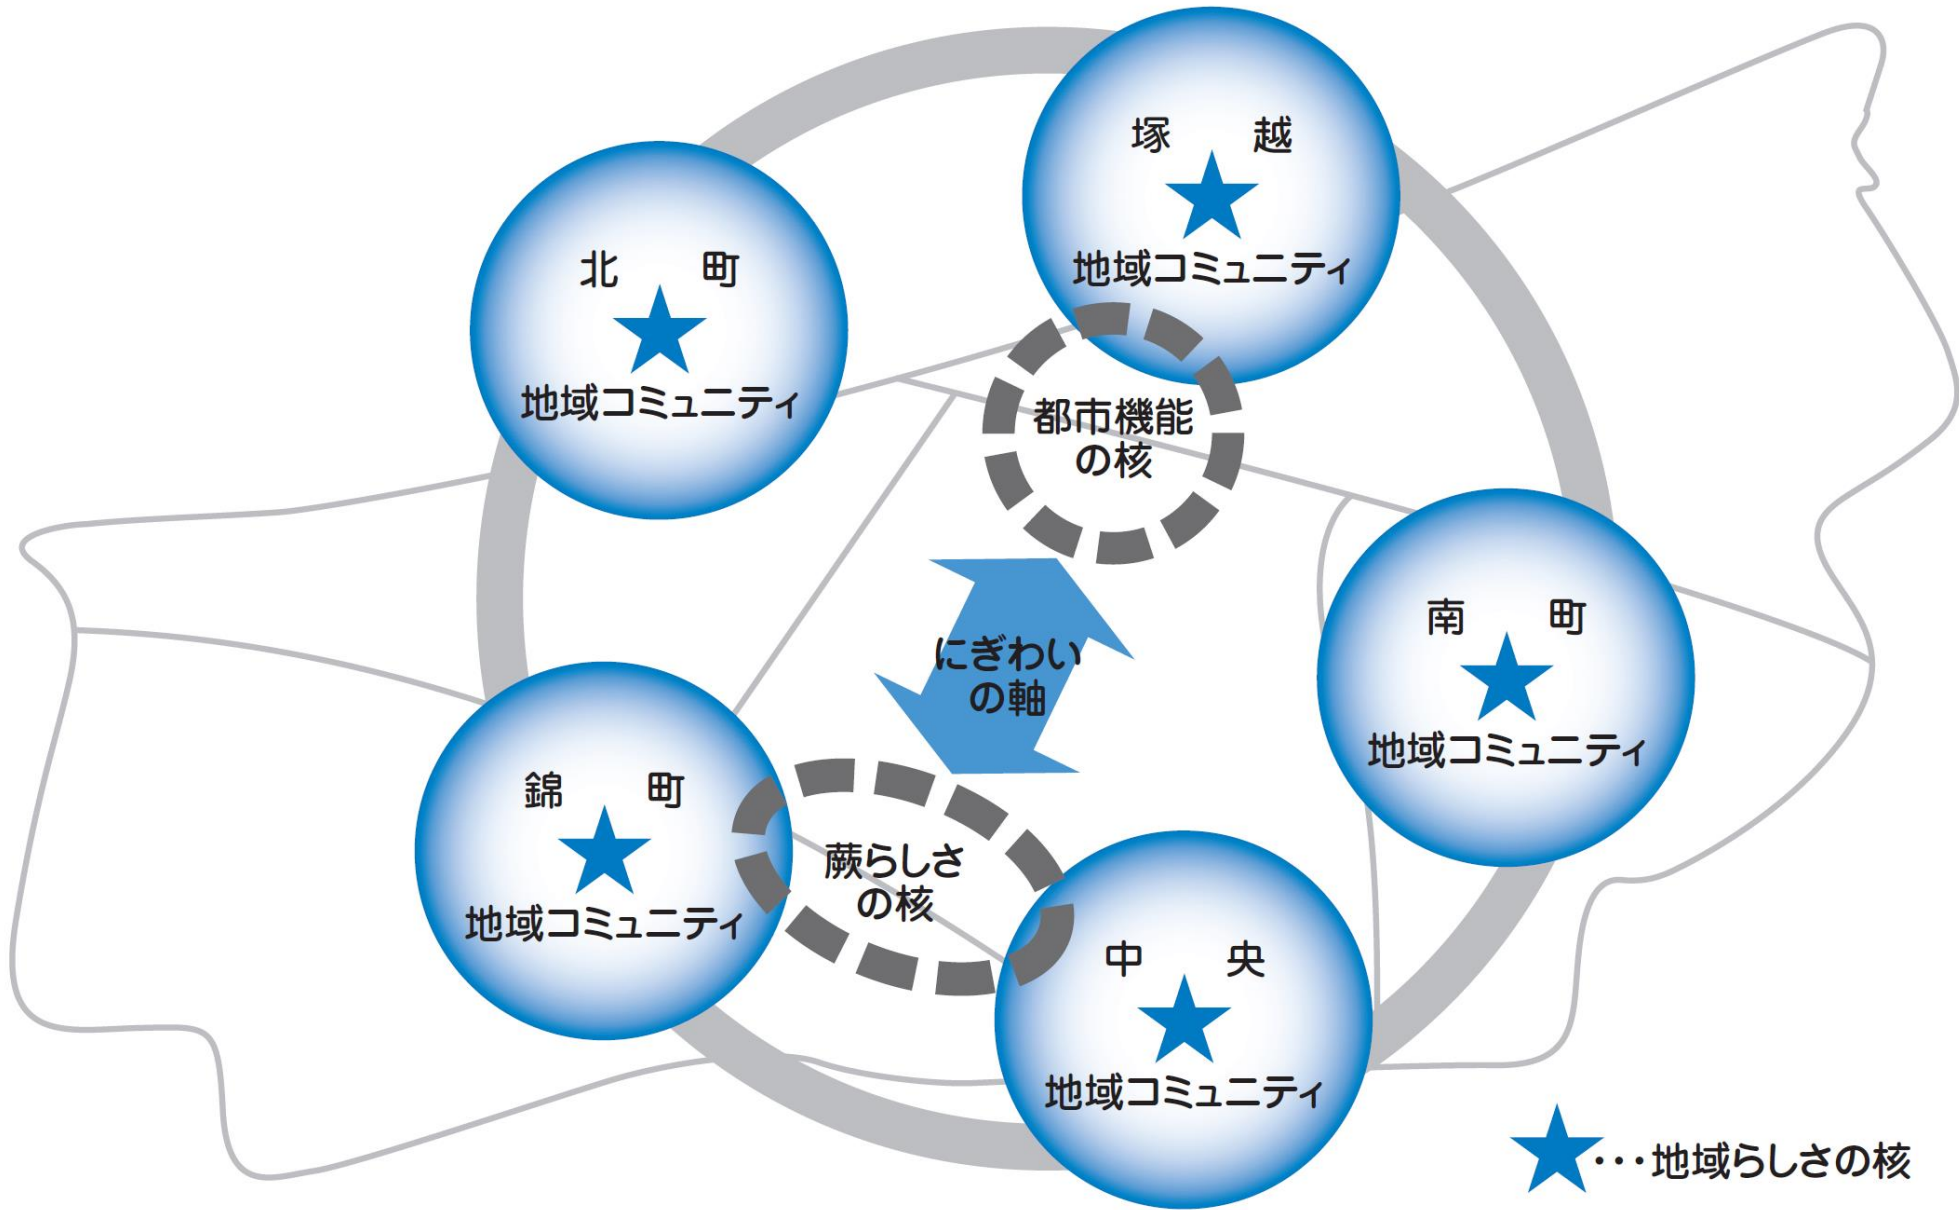 塚　越
地域コミュニティ
北　町
地域コミュニティ
都市機能
の核
南　町
地域コミュニティ
にぎわい
の軸
錦　町
地域コミュニティ
蕨らしさ
の核
中　央
地域コミュニティ
★･･･地域らしさの核